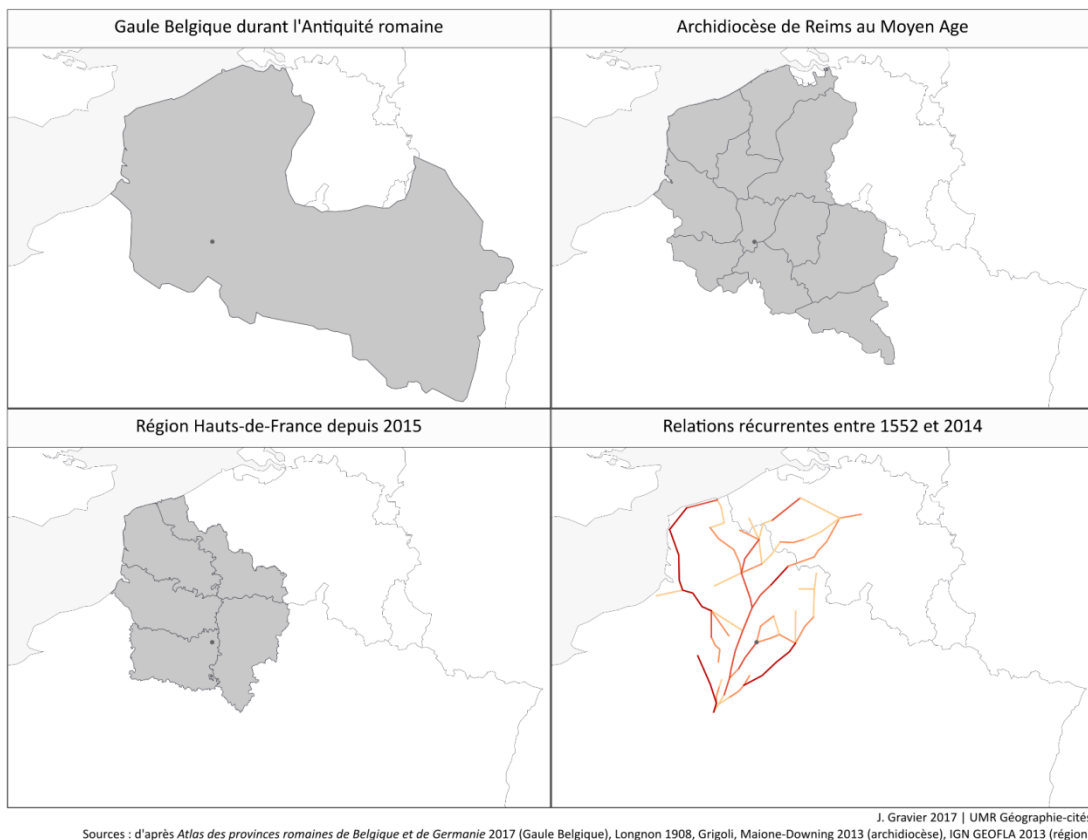 Gaule Belgique durant l'Antiquité romaine
Archidiocèse de Reims au Moyen Age
Région Hauts-de-France depuis 2015
Relations récurrentes entre 1552 et 2014
J. Gravier 2017 | UMR Géographie-cités
Sources : d'après Atlas des provinces romaines de Belgique et de Germanie 2017 (Gaule Belgique), Longnon 1908, Grigoli, Maione-Downing 2013 (archidiocèse), IGN GEOFLA 2013 (région